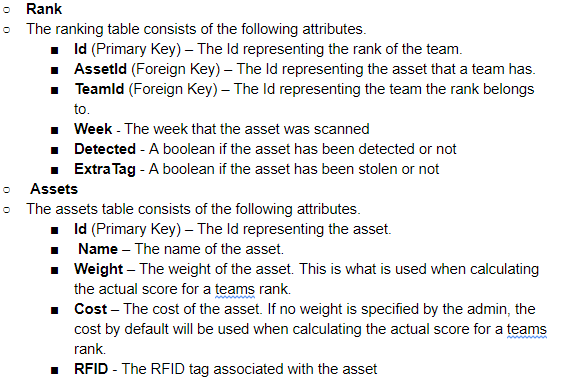 Rank
The ranking table consists of the following attributes.
Id (Primary Key) – The Id representing the rank of the team.
AssetId (Foreign Key) – The Id representing the asset that a team has.
TeamId (Foreign Key) – The Id representing the team the rank belongs
to.
Week - The week that the asset was scanned
Detected - A boolean if the asset has been detected or not
ExtraTag - A boolean if the asset has been stolen or not
Assets
The assets table consists of the following attributes.
Id (Primary Key) – The Id representing the asset.
Name – The name of the asset.
Weight – The weight of the asset. This is what is used when calculating
the actual score for a teams rank.
Cost – The cost of the asset. If no weight is specified by the admin, the
cost by default will be used when calculating the actual score for a teams
rank.
RFID - The RFID tag associated with the asset